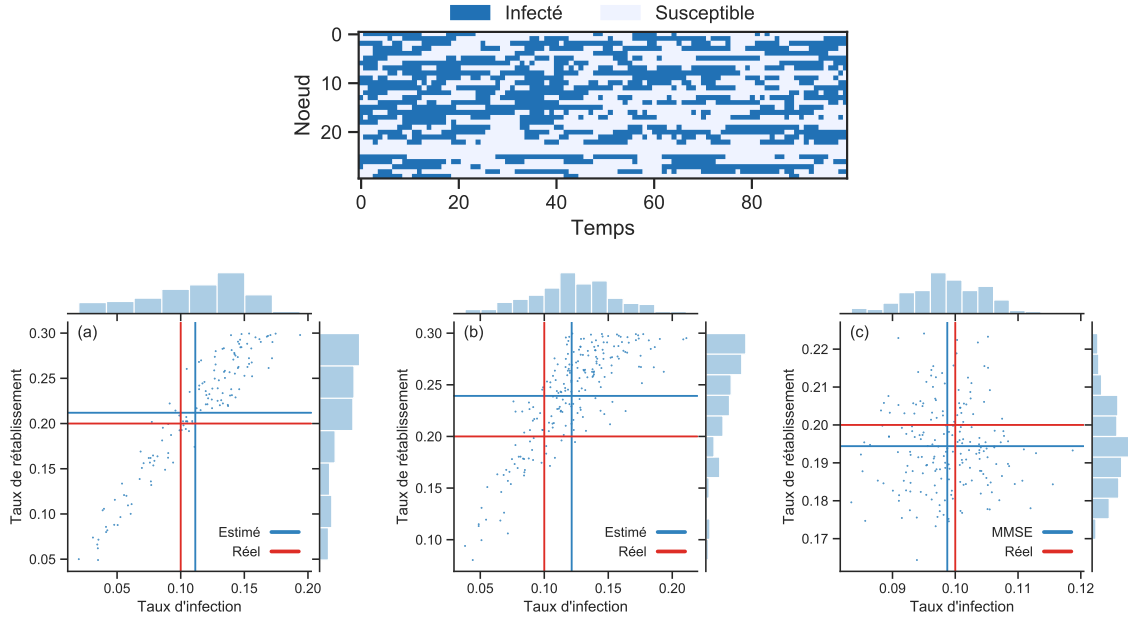 Infecté Susceptible
Noeud
0
10
20
0 20 40 60 80
Temps
(a)
Taux de rétablissement
0.30
0.25
0.20
0.15
0.10
0.05
Estimé
Réel
0.05 0.10 0.15 0.20
Taux d'infection
(b)
Taux de rétablissement
0.30
0.25
0.20
0.15
0.10
Estimé
Réel
0.05 0.10 0.15 0.20
Taux d'infection
(c)
Taux de rétablissement
0.22
0.21
0.20
0.19
0.18
0.17
MMSE
Réel
0.09 0.10 0.11 0.12
Taux d'infection